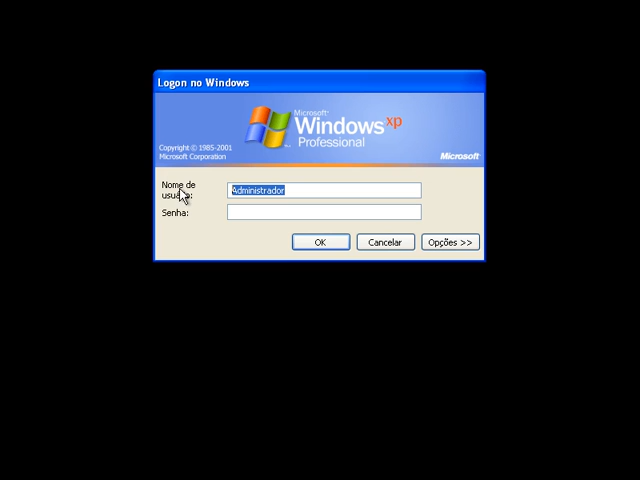 Logon no Windows
Microsoft®
Windows xp
Professional
Copyright © 1985-2001
Microsoft Corporation
Microsoft
Nome de
usuário:
Administrador
Senha:
OK
Cancelar
Opções >>